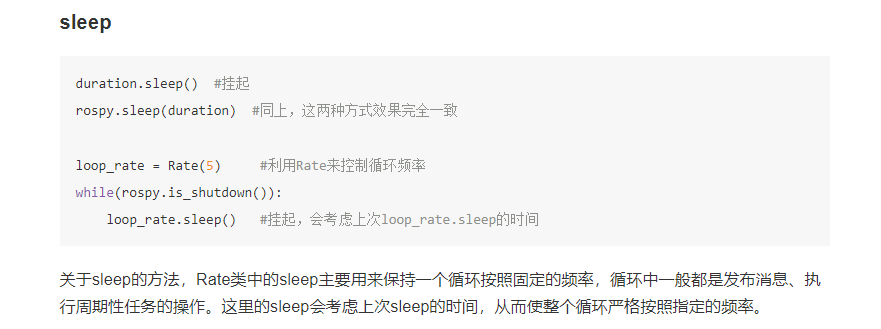 sleep
duration.sleep()  #挂起
rospy.sleep(duration)  #同上，这两种方式效果完全一致
loop_rate = Rate(5)     #利用Rate来控制循环频率
while(rospy.is_shutdown()):
    loop_rate.sleep()   #挂起，会考虑上次loop_rate.sleep的时间
关于sleep的方法，Rate类中的sleep主要用来保持一个循环按照固定的频率，循环中一般都是发布消息、执
行周期性任务的操作。这里的sleep会考虑上次sleep的时间，从而使整个循环严格按照指定的频率。